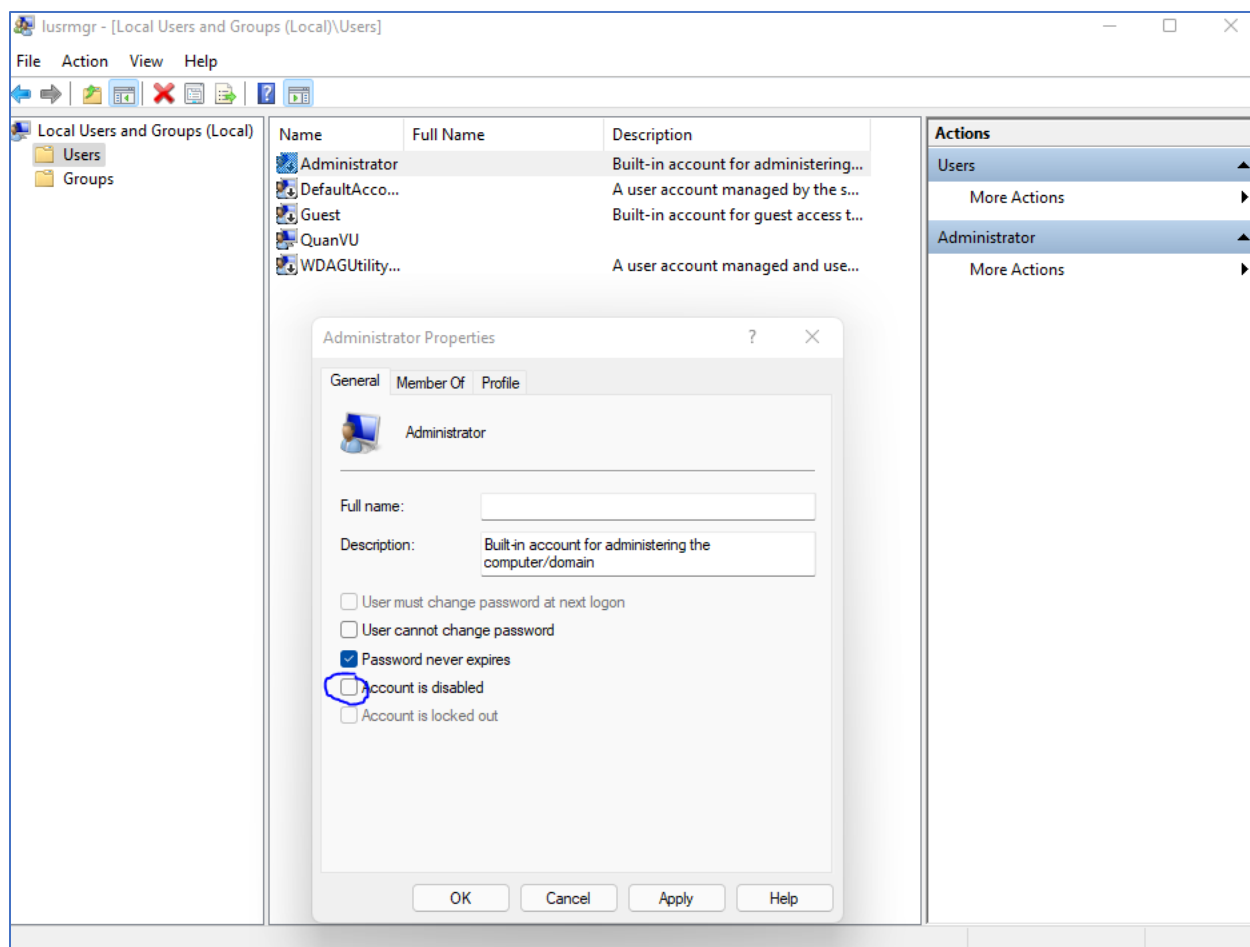 lusrmgr - [Local Users and Groups (Local)\Users]
File Action View Help
Local Users and Groups (Local)
Users
Groups
Name Full Name Description
Administrator Built-in account for administering...
DefaultAcco... A user account managed by the s...
Guest Built-in account for guest access t...
QuanVU
WDAGUtility... A user account managed and use...
Actions
Users
More Actions
Administrator
More Actions
Administrator Properties
General Member Of Profile
Administrator
Full name:
Description: Built-in account for administering the
computer/domain
User must change password at next logon
User cannot change password
Password never expires
Account is disabled
Account is locked out
OK Cancel Apply Help